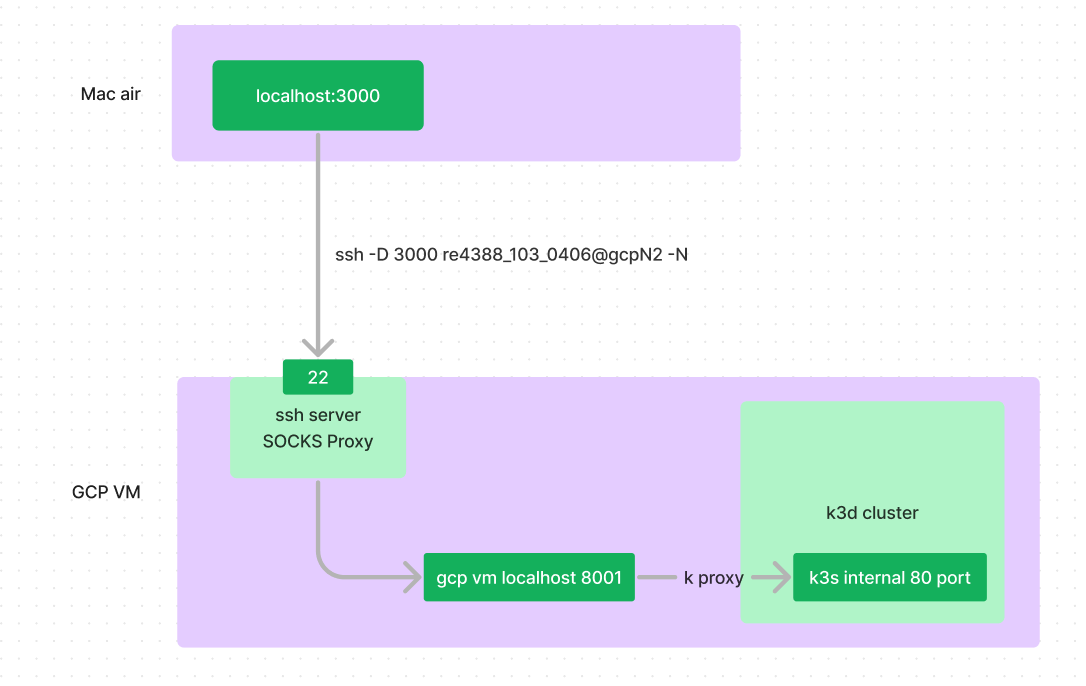 Mac air
localhost:3000
ssh -D 3000 re4388_103_0406@gcpN2 -N
22
ssh server
SOCKS Proxy
GCP VM
k3d cluster
gcp vm localhost 8001
k proxy
k3s internal 80 port